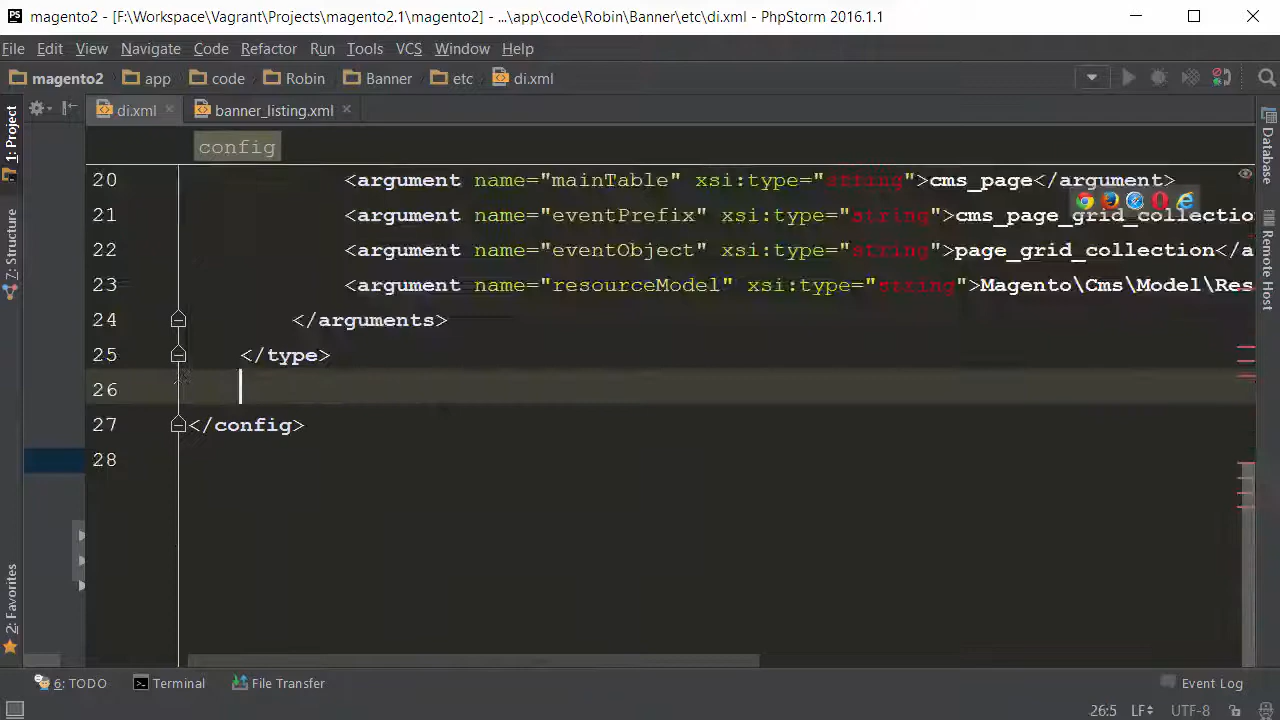 magento2 - [F:\Workspace\Vagrant\Projects\magento2.1\magento2] - ...\app\code\Robin\Banner\etc\di.xml - PhpStorm 2016.1.1
File Edit View Navigate Code Refactor Run Tools VCS Window Help
magento2 app code Robin Banner etc di.xml
di.xml banner_listing.xml
config
20 <argument name="mainTable" xsi:type="string">cms_page</argument>
21 <argument name="eventPrefix" xsi:type="string">cms_page_grid_collectio
22 <argument name="eventObject" xsi:type="string">page_grid_collection</a
23 <argument name="resourceModel" xsi:type="string">Magento\Cms\Model\Res
24 </arguments>
25 </type>
26
27 </config>
28
1: Project
7: Structure
2: Favorites
Database
Remote Host
6: TODO Terminal File Transfer Event Log
26:5 LF UTF-8